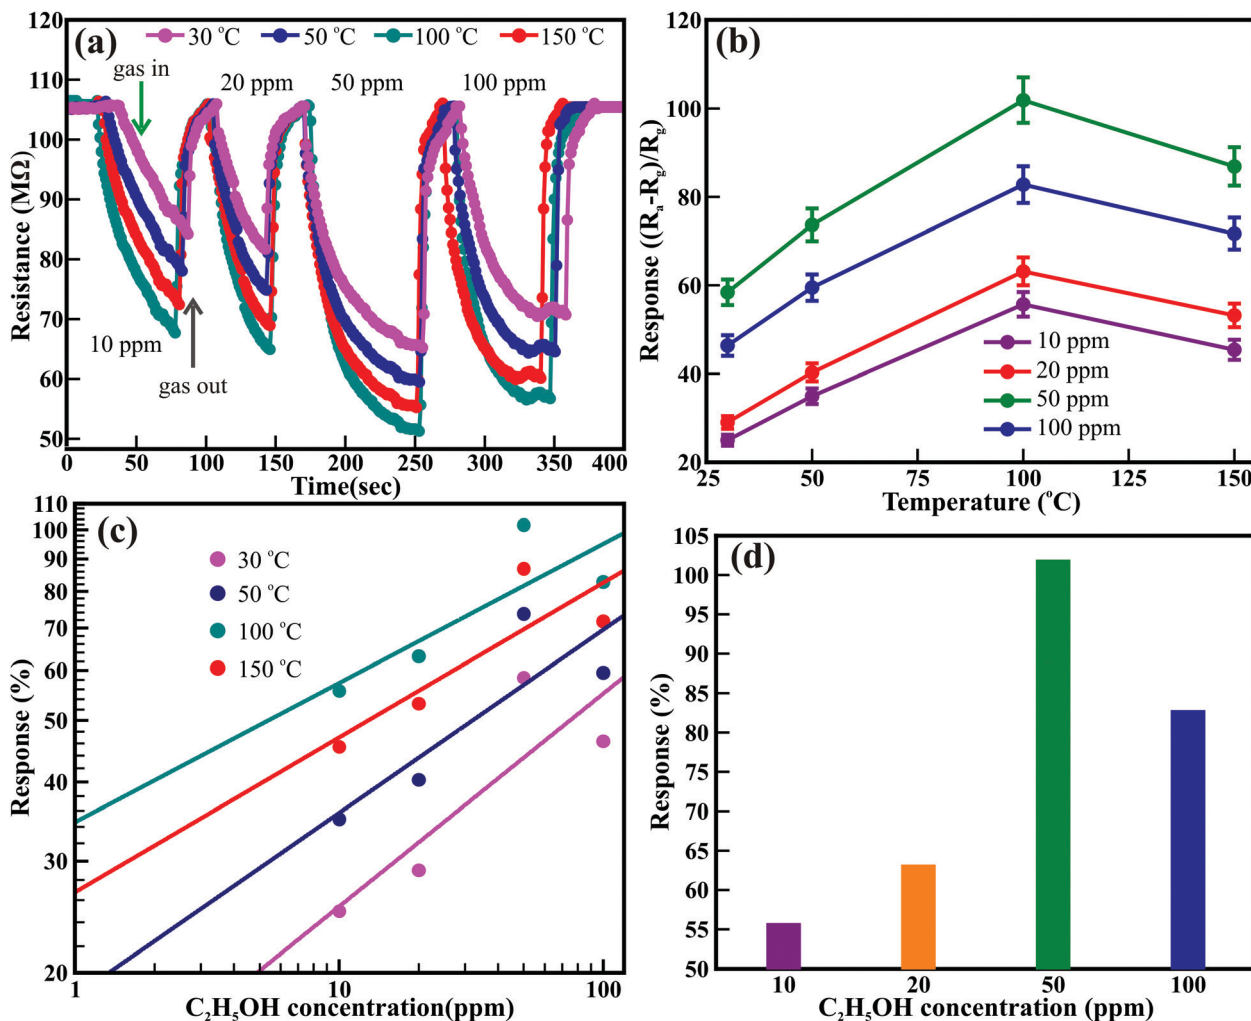 (a)
30 °C 50 °C 100 °C 150 °C
gas in
20 ppm 50 ppm 100 ppm
10 ppm
gas out
120
110
100
90
80
70
60
50
Resistance (MΩ)
0 50 100 150 200 250 300 350 400
Time(sec)
(b)
120
100
80
60
40
20
Response ((Rₐ-R_g)/R_g)
10 ppm
20 ppm
50 ppm
100 ppm
25 50 75 100 125 150
Temperature (°C)
(c)
30 °C
50 °C
100 °C
150 °C
110
100
90
80
70
60
50
40
30
20
Response (%)
1 10 100
C₂H₅OH concentration(ppm)
(d)
105
100
95
90
85
80
75
70
65
60
55
50
Response (%)
10 20 50 100
C₂H₅OH concentration (ppm)